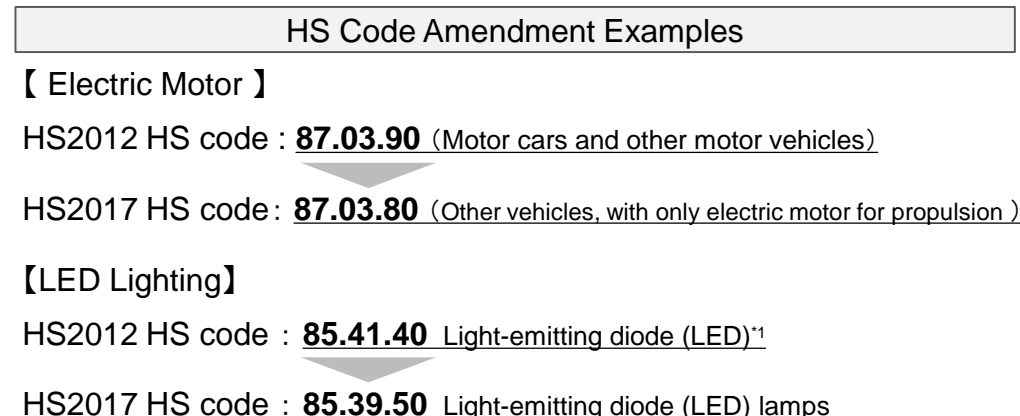 HS Code Amendment Examples
【 Electric Motor 】
HS2012 HS code : 87.03.90 （Motor cars and other motor vehicles）
HS2017 HS code： 87.03.80 （Other vehicles, with only electric motor for propulsion ）
【LED Lighting】
HS2012 HS code : 85.41.40 Light-emitting diode (LED)*1
HS2017 HS code : 85.39.50 Light-emitting diode (LED) lamps